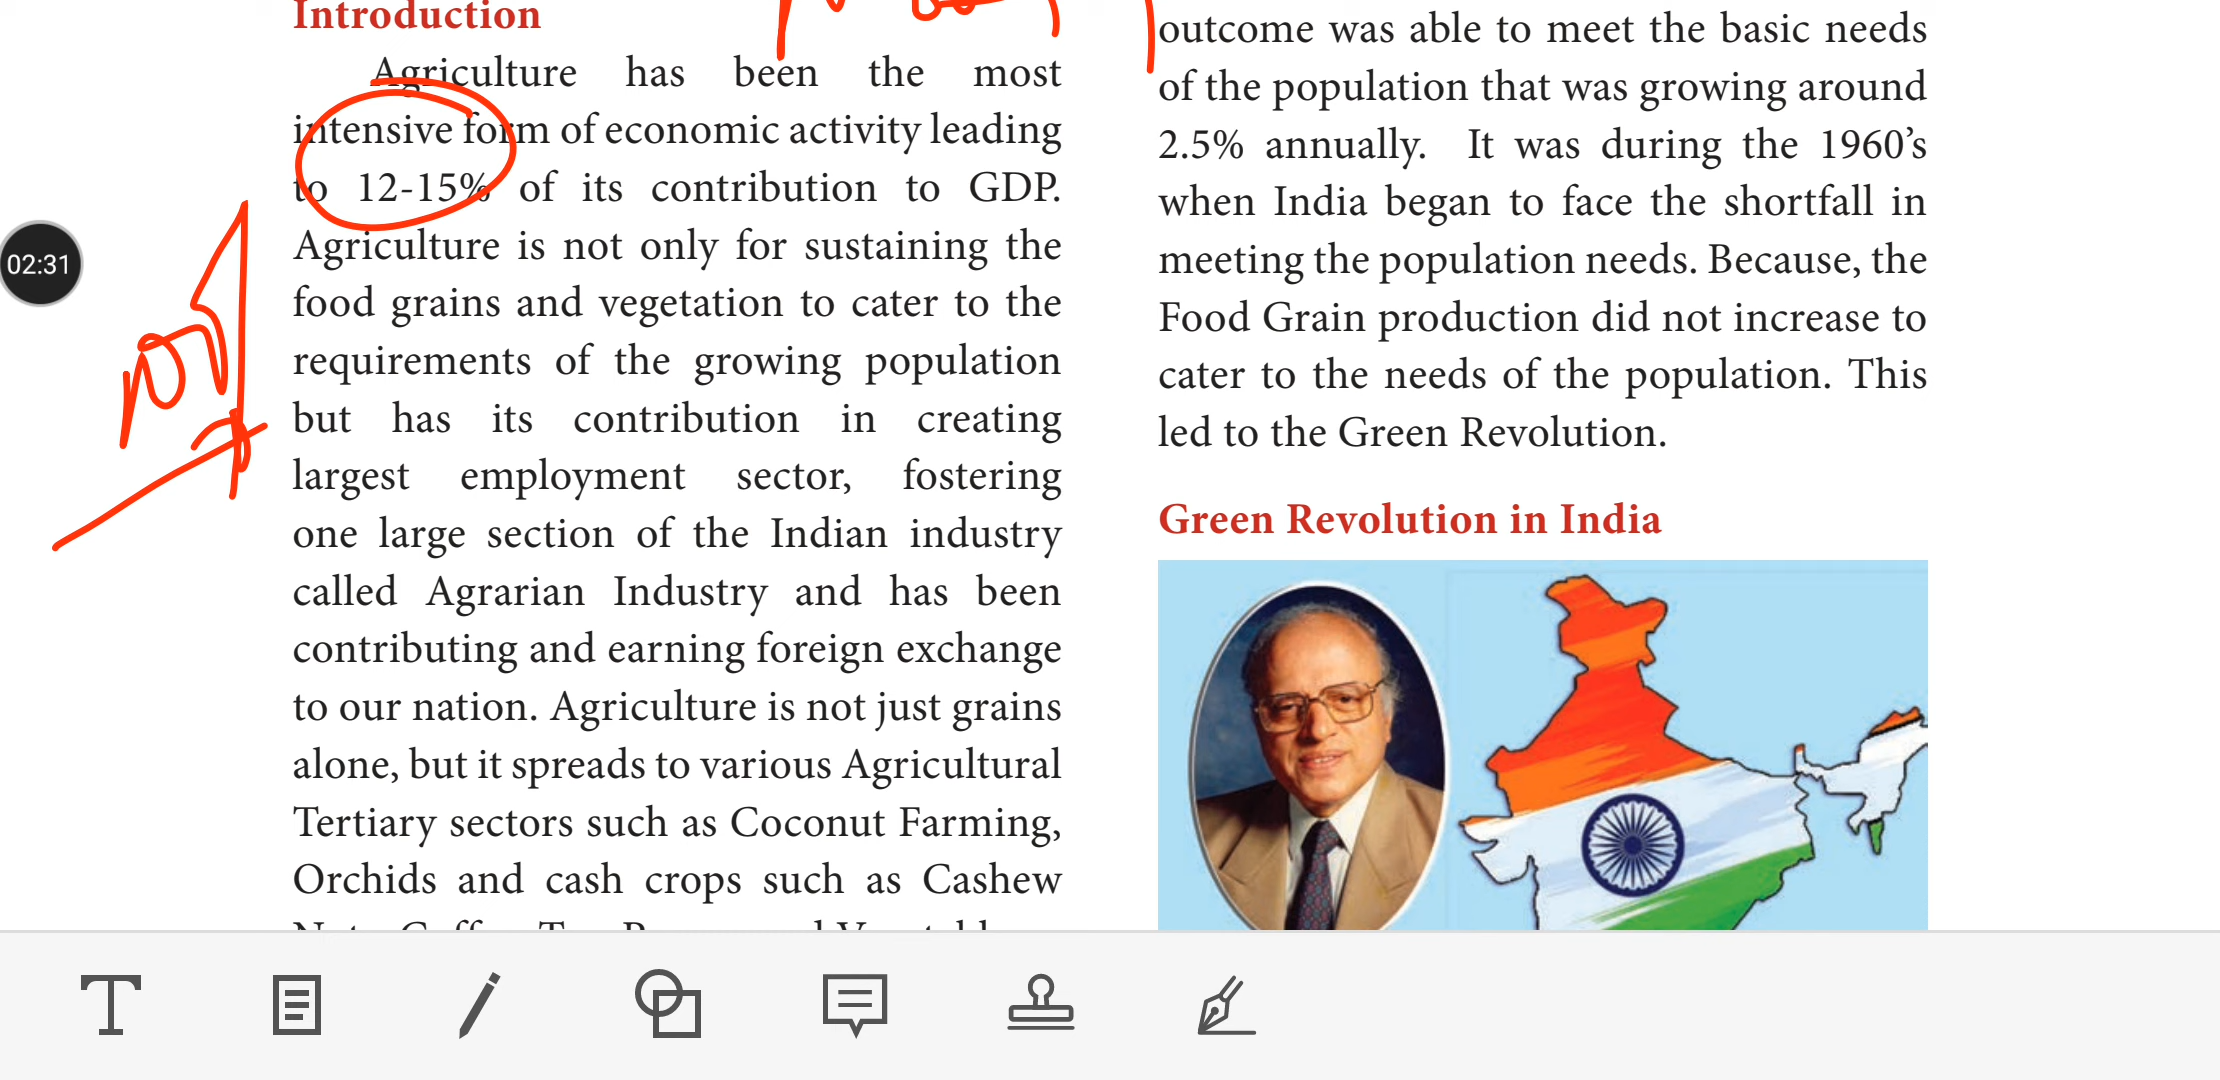 Introduction
Agriculture has been the most
intensive form of economic activity leading
to 12-15% of its contribution to GDP.
Agriculture is not only for sustaining the
food grains and vegetation to cater to the
requirements of the growing population
but has its contribution in creating
largest employment sector, fostering
one large section of the Indian industry
called Agrarian Industry and has been
contributing and earning foreign exchange
to our nation. Agriculture is not just grains
alone, but it spreads to various Agricultural
Tertiary sectors such as Coconut Farming,
Orchids and cash crops such as Cashew
outcome was able to meet the basic needs
of the population that was growing around
2.5% annually. It was during the 1960’s
when India began to face the shortfall in
meeting the population needs. Because, the
Food Grain production did not increase to
cater to the needs of the population. This
led to the Green Revolution.
Green Revolution in India
02:31